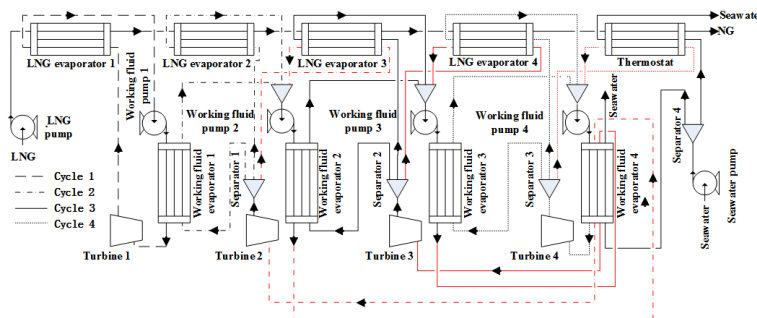 Seawater
NG
LNG evaporator 1
LNG evaporator 2
LNG evaporator 3
LNG evaporator 4
Thermostat
Working fluid
pump 1
LNG
pump
LNG
Working fluid
pump 2
Working fluid
pump 3
Working fluid
pump 4
Seawater
Separator 4
Cycle 1
Cycle 2
Cycle 3
Cycle 4
Working fluid
evaporator 1
Separator 1
Working fluid
evaporator 2
Separator 2
Working fluid
evaporator 3
Separator 3
Working fluid
evaporator 4
Seawater
Seawater pump
Turbine 1
Turbine 2
Turbine 3
Turbine 4